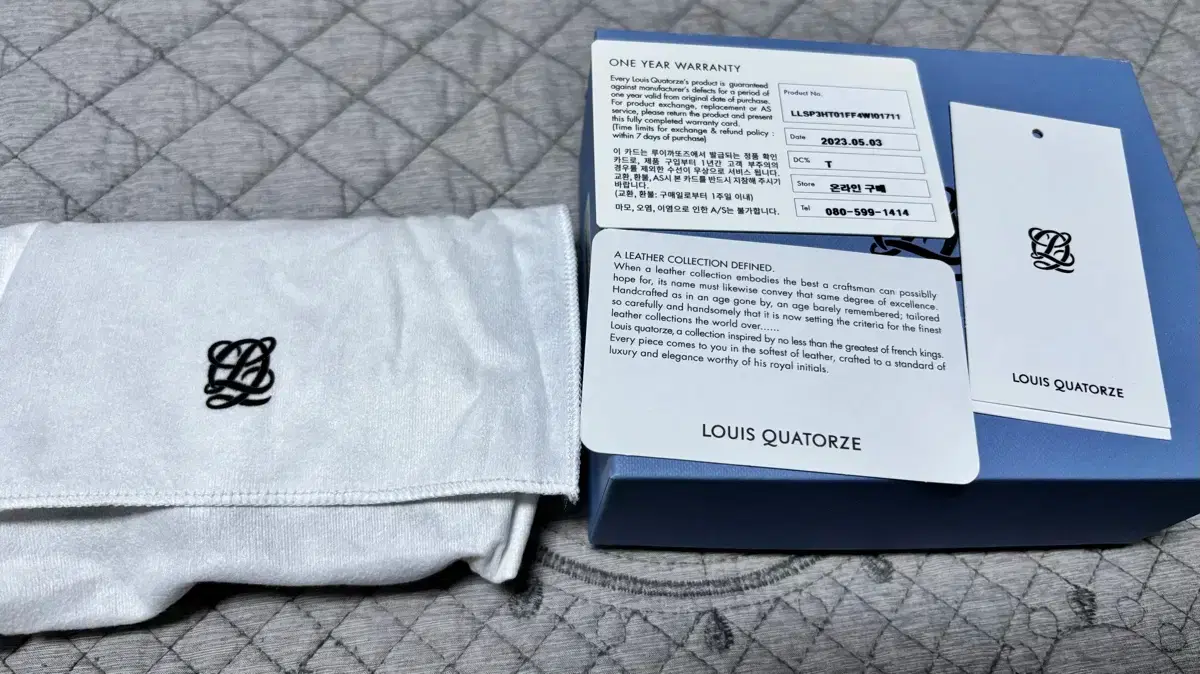 ONE YEAR WARRANTY
Every Louis Quatorze's product is guaranteed
against manufacturer's defects for a period of
one year valid from original date of purchase.
For product exchange, replacement or AS
service, please return the product and present
this fully completed warranty card.
(Time limits for exchange & refund policy :
within 7 days of purchase)
이 카드는 루이까또즈에서 발급되는 정품 확인
카드로, 제품 구입부터 1년간 고객 부주의의
경우를 제외한 수선이 무상으로 서비스 됩니다.
교환, 환불, AS시 본 카드를 반드시 지참해 주시기
바랍니다.
(교환, 환불: 구매일로부터 1주일 이내)
마모, 오염, 이염으로 인한 A/S는 불가합니다.
Product No.
LLSP3HT01FF4WI01711
Date 2023.05.03
DC% T
Store 온라인 구매
Tel 080-599-1414
A LEATHER COLLECTION DEFINED.
When a leather collection embodies the best a craftsman can possiblly
hope for, its name must likewise convey that same degree of excellence.
Handcrafted as in an age gone by, an age barely remembered; tailored
so carefully and handsomely that it is now setting the criteria for the finest
leather collections the world over......
Louis quatorze, a collection inspired by no less than the greatest of french kings.
Every piece comes to you in the softest of leather, crafted to a standard of
luxury and elegance worthy of his royal initials.
LOUIS QUATORZE
LOUIS QUATORZE